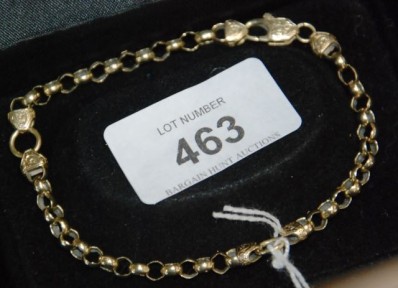 LOT NUMBER
463
BARGAIN HUNT AUCTIONS